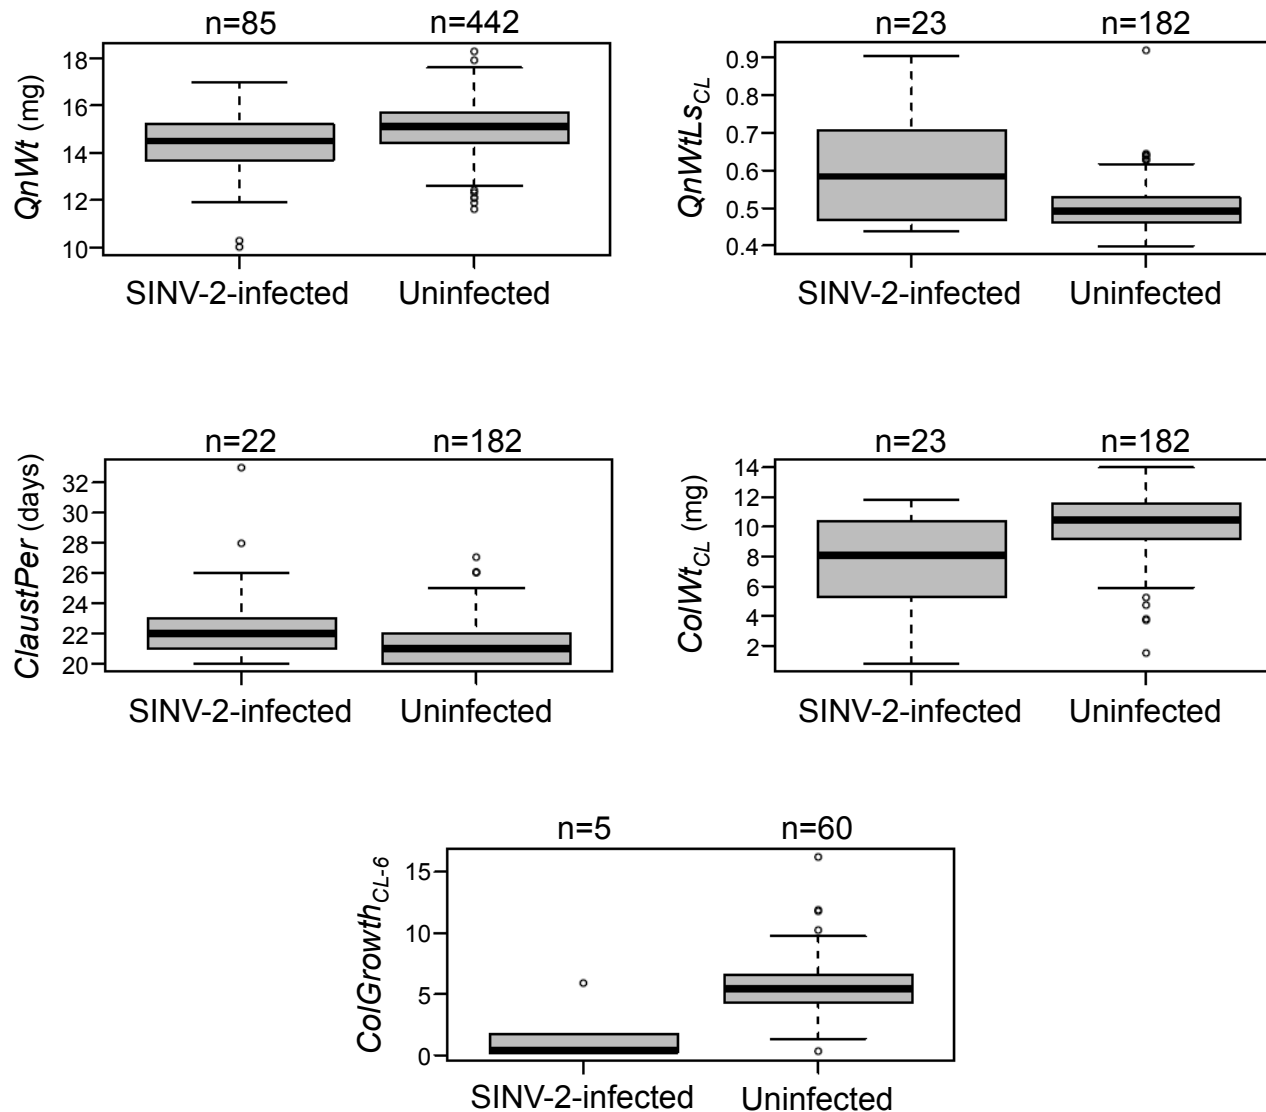 n=85 n=442
QnWt (mg)
18
16
14
12
10
SINV-2-infected Uninfected
n=23 n=182
QnWtLsCL
0.9
0.8
0.7
0.6
0.5
0.4
SINV-2-infected Uninfected
n=22 n=182
ClaustPer (days)
32
30
28
26
24
22
20
SINV-2-infected Uninfected
n=23 n=182
ColWtCL (mg)
14
12
10
8
6
4
2
SINV-2-infected Uninfected
n=5 n=60
ColGrowthCL-6
15
10
5
0
SINV-2-infected Uninfected